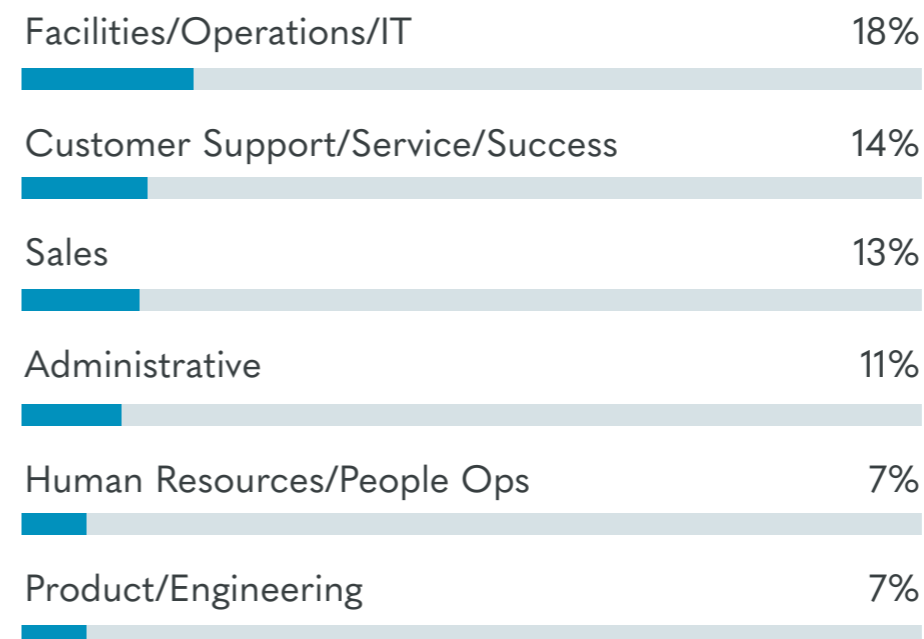 Facilities/Operations/IT 18%
Customer Support/Service/Success 14%
Sales 13%
Administrative 11%
Human Resources/People Ops 7%
Product/Engineering 7%